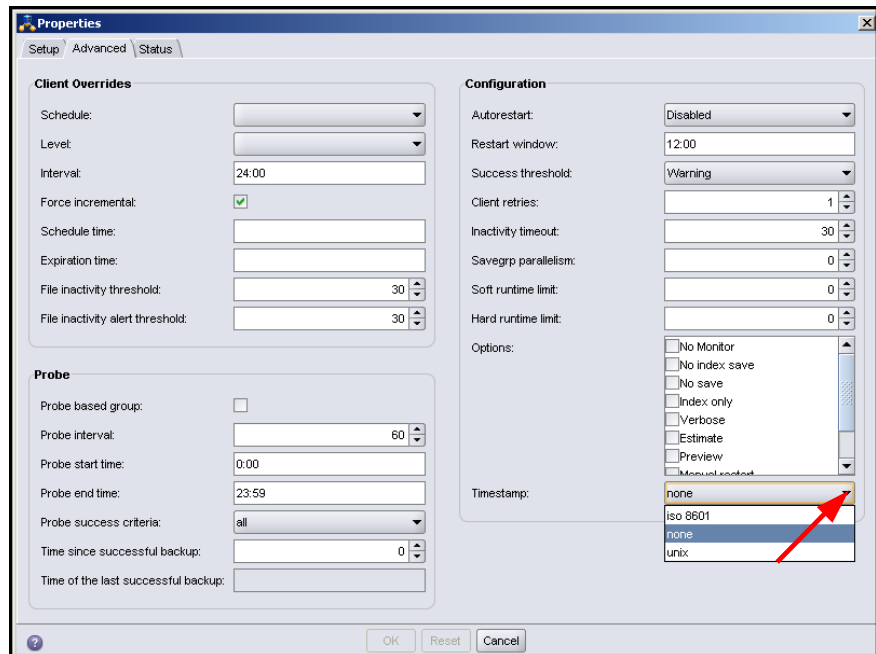 Properties
Setup Advanced Status
Client Overrides
Schedule:
Level:
Interval: 24:00
Force incremental:
Schedule time:
Expiration time:
File inactivity threshold: 30
File inactivity alert threshold: 30
Probe
Probe based group:
Probe interval: 60
Probe start time: 0:00
Probe end time: 23:59
Probe success criteria: all
Time since successful backup: 0
Time of the last successful backup:
Configuration
Autorestart: Disabled
Restart window: 12:00
Success threshold: Warning
Client retries: 1
Inactivity timeout: 30
Savegrp parallelism: 0
Soft runtime limit: 0
Hard runtime limit: 0
Options:
No Monitor
No index save
No save
Index only
Verbose
Estimate
Preview
Manual restart
Timestamp: none
iso 8601
none
unix
OK Reset Cancel